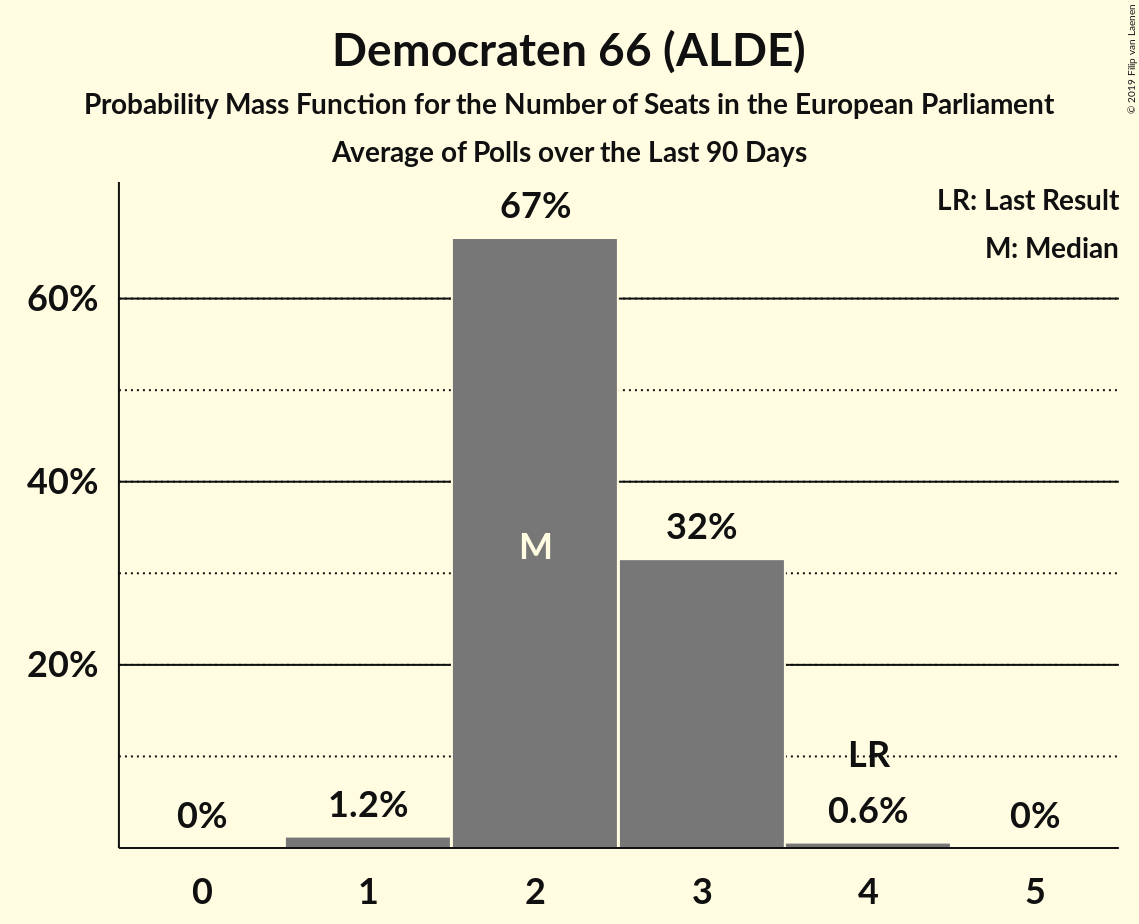 Democraten 66 (ALDE)
Probability Mass Function for the Number of Seats in the European Parliament
Average of Polls over the Last 90 Days
© 2019 Filip van Laenen
LR: Last Result
M: Median
67%
60%
40%
32%
M
20%
LR
0%
1.2%
0.6%
0%
0 1 2 3 4 5